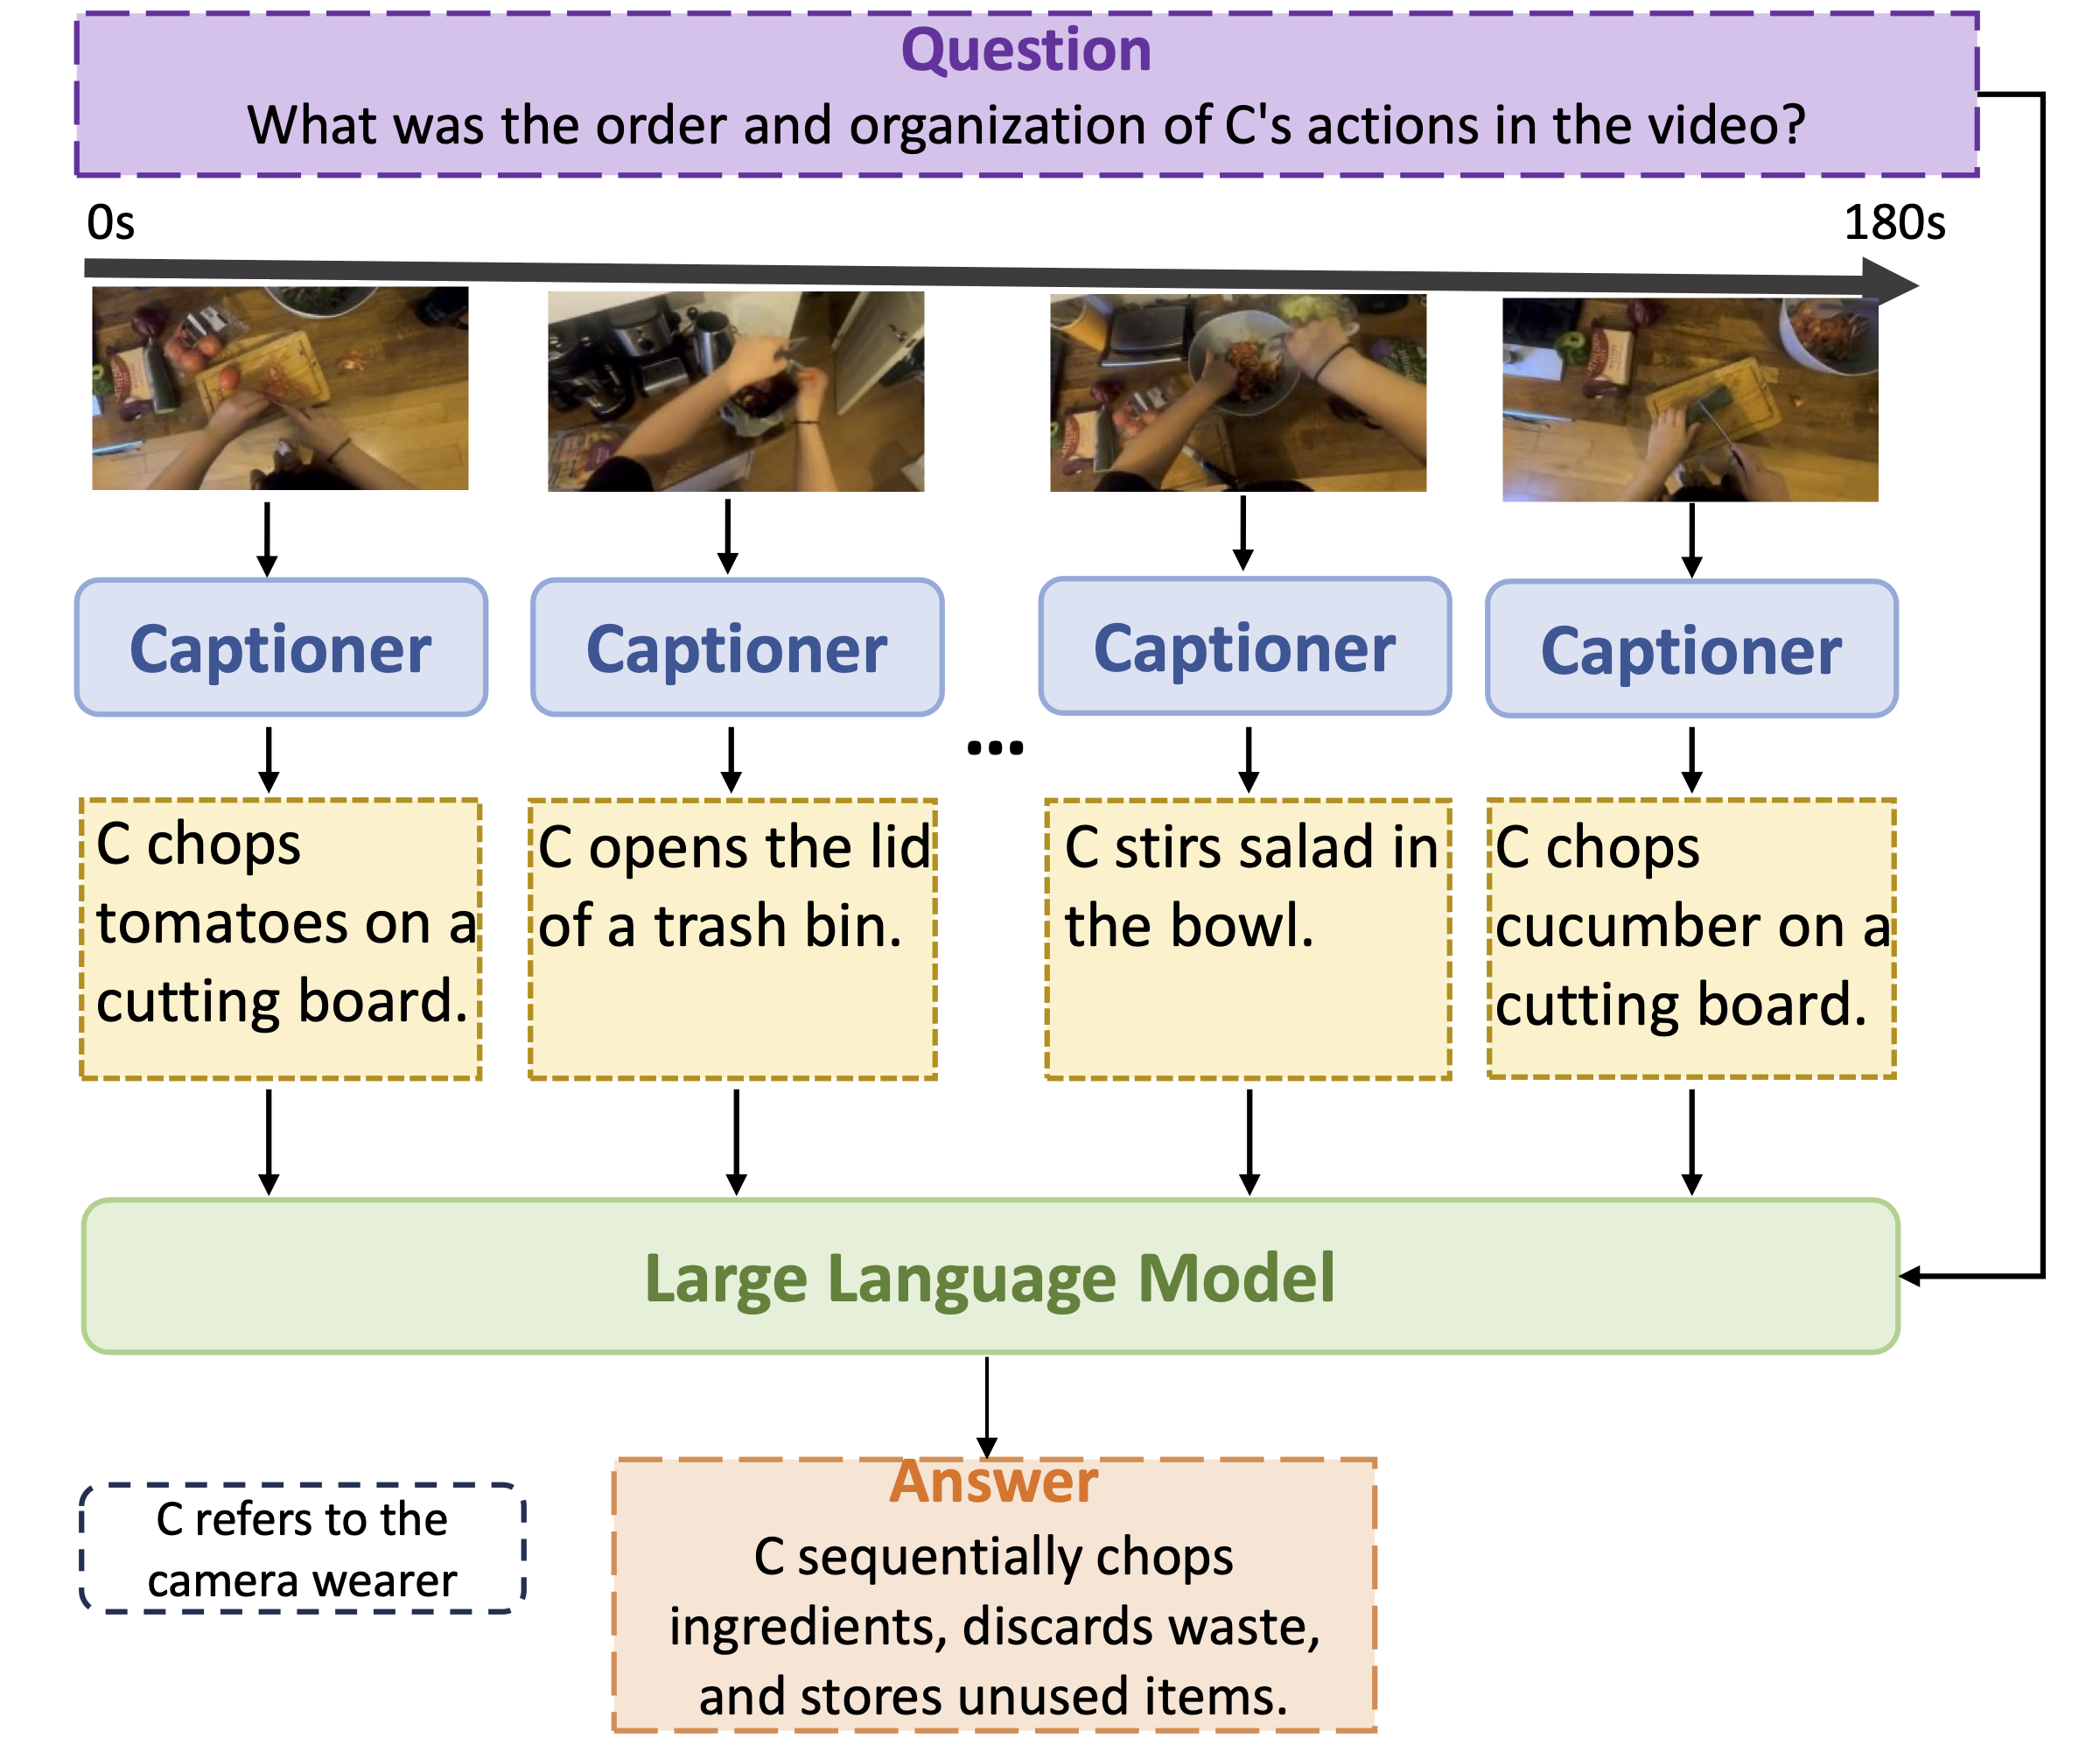 Question
What was the order and organization of C's actions in the video?
0s
180s
Captioner
Captioner
Captioner
Captioner
...
C chops
tomatoes on a
cutting board.
C opens the lid
of a trash bin.
C stirs salad in
the bowl.
C chops
cucumber on a
cutting board.
Large Language Model
Answer
C sequentially chops
ingredients, discards waste,
and stores unused items.
C refers to the
camera wearer